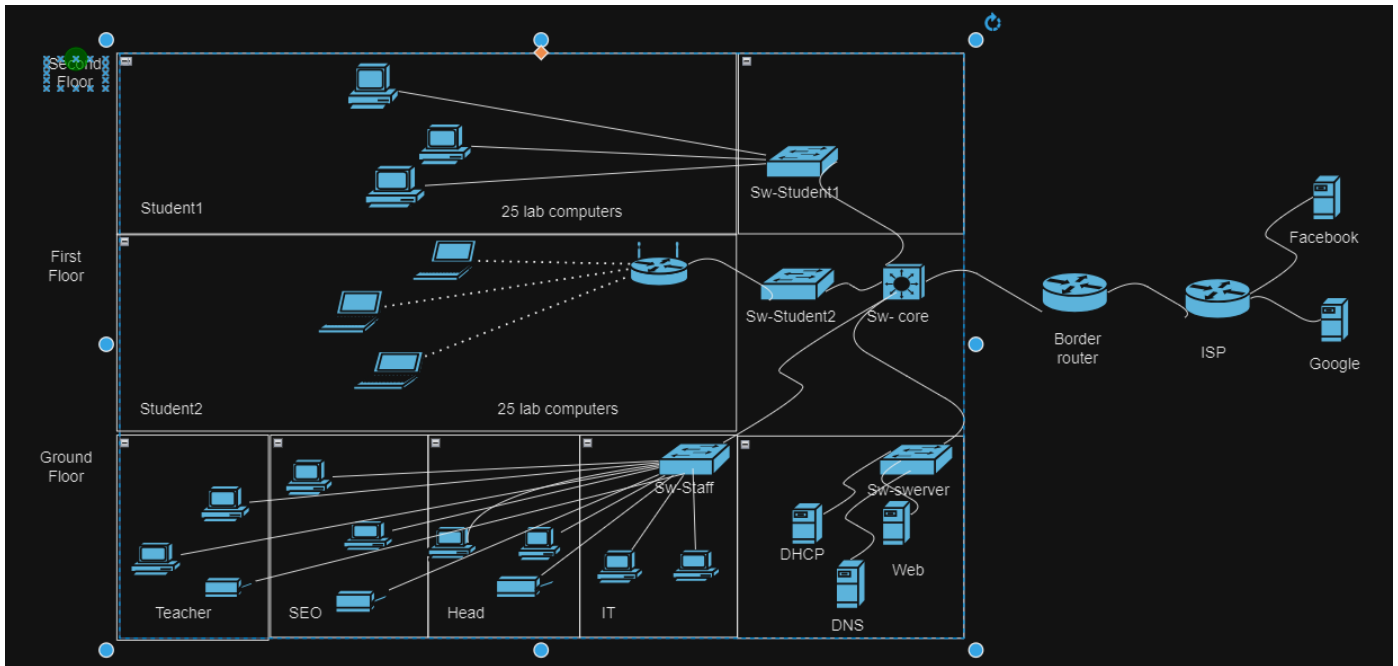 Second
Floor
Student1
25 lab computers
Sw-Student1
Facebook
First
Floor
Sw-Student2
Sw- core
Border
router
ISP
Google
Student2
25 lab computers
Ground
Floor
Sw-Staff
Sw-swerver
DHCP
Web
DNS
Teacher
SEO
Head
IT